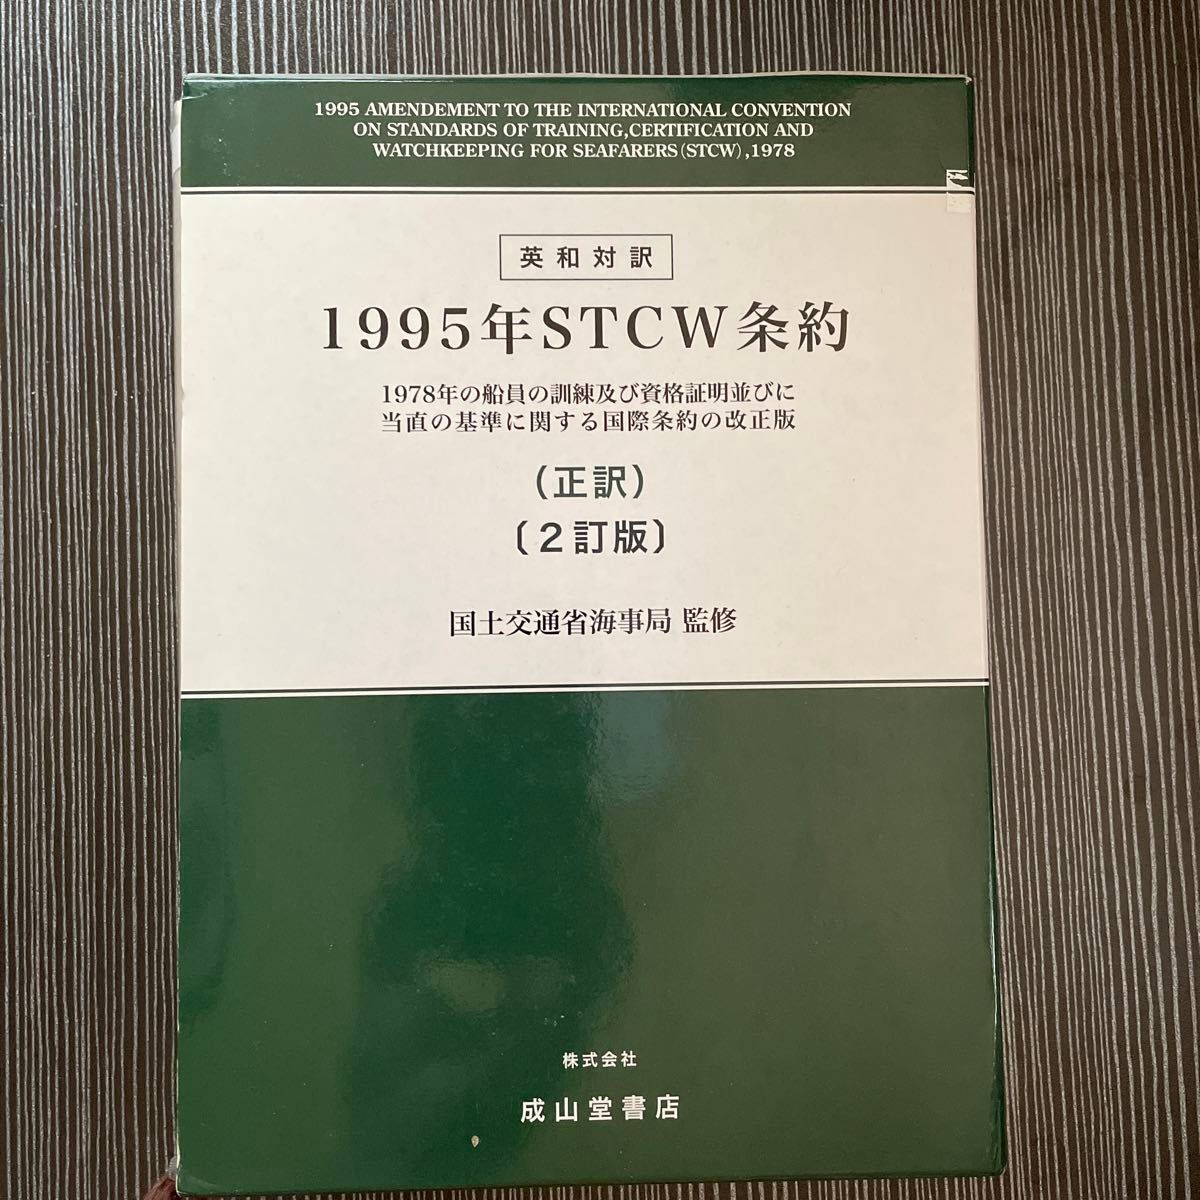 1995 AMENDEMENT TO THE INTERNATIONAL CONVENTION
ON STANDARDS OF TRAINING,CERTIFICATION AND
WATCHKEEPING FOR SEAFARERS(STCW),1978
英和対訳
1995年STCW条約
1978年の船員の訓練及び資格証明並びに
当直の基準に関する国際条約の改正版
（正訳）
〔2訂版〕
国土交通省海事局 監修
株式会社
成山堂書店